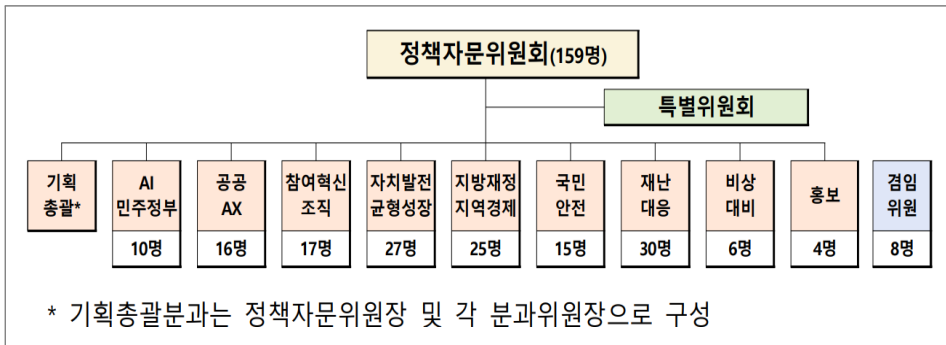 정책자문위원회(159명)
특별위원회
기획
총괄*
AI
민주정부
10명
공공
AX
16명
참여혁신
조직
17명
자치발전
균형성장
27명
지방재정
지역경제
25명
국민
안전
15명
재난
대응
30명
비상
대비
6명
홍보
4명
겸임
위원
8명
* 기획총괄분과는 정책자문위원장 및 각 분과위원장으로 구성